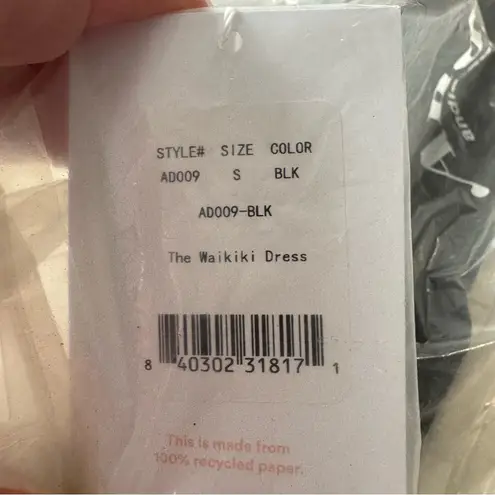 STYLE# SIZE COLOR
AD009 S BLK
AD009-BLK
The Waikiki Dress
8 40302 31817 1
This is made from
100% recycled paper.